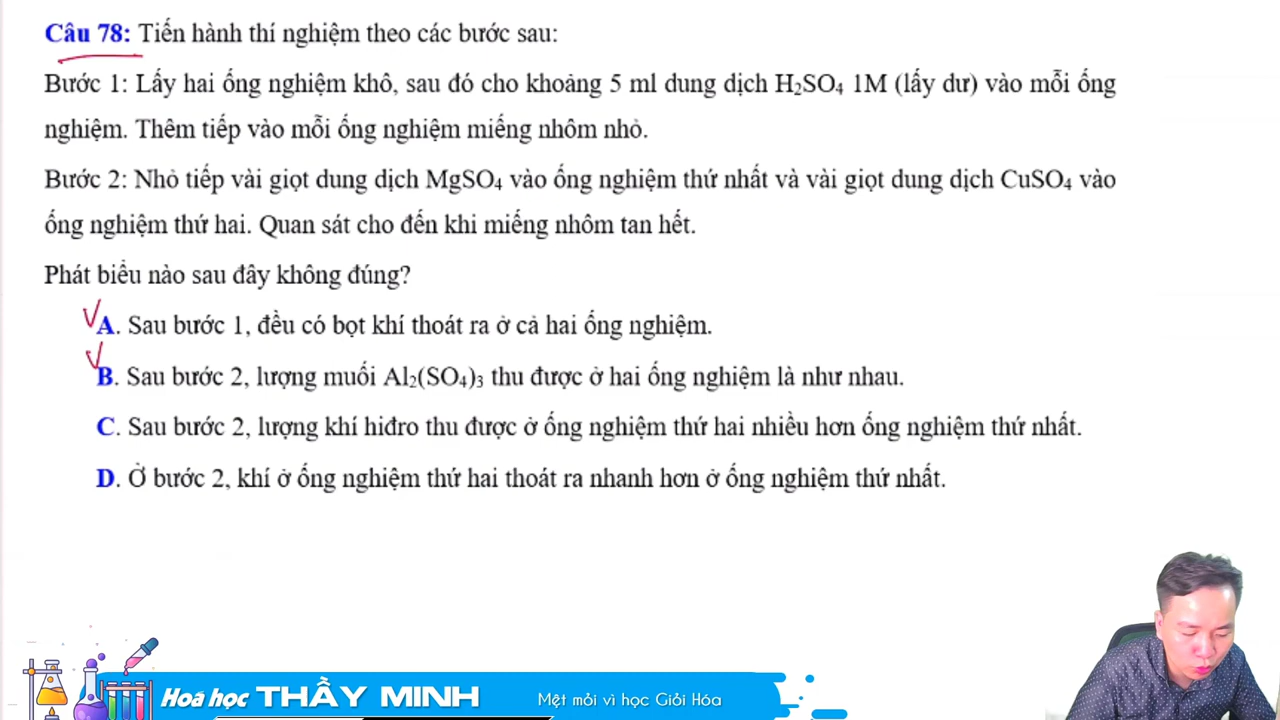 Câu 78: Tiến hành thí nghiệm theo các bước sau:
Bước 1: Lấy hai ống nghiệm khô, sau đó cho khoảng 5 ml dung dịch H₂SO₄ 1M (lấy dư) vào mỗi ống
nghiệm. Thêm tiếp vào mỗi ống nghiệm miếng nhôm nhỏ.
Bước 2: Nhỏ tiếp vài giọt dung dịch MgSO₄ vào ống nghiệm thứ nhất và vài giọt dung dịch CuSO₄ vào
ống nghiệm thứ hai. Quan sát cho đến khi miếng nhôm tan hết.
Phát biểu nào sau đây không đúng?
A. Sau bước 1, đều có bọt khí thoát ra ở cả hai ống nghiệm.
B. Sau bước 2, lượng muối Al₂(SO₄)₃ thu được ở hai ống nghiệm là như nhau.
C. Sau bước 2, lượng khí hiđro thu được ở ống nghiệm thứ hai nhiều hơn ống nghiệm thứ nhất.
D. Ở bước 2, khí ở ống nghiệm thứ hai thoát ra nhanh hơn ở ống nghiệm thứ nhất.
Hoá học THẦY MINH Mệt mỏi vì học Giỏi Hóa